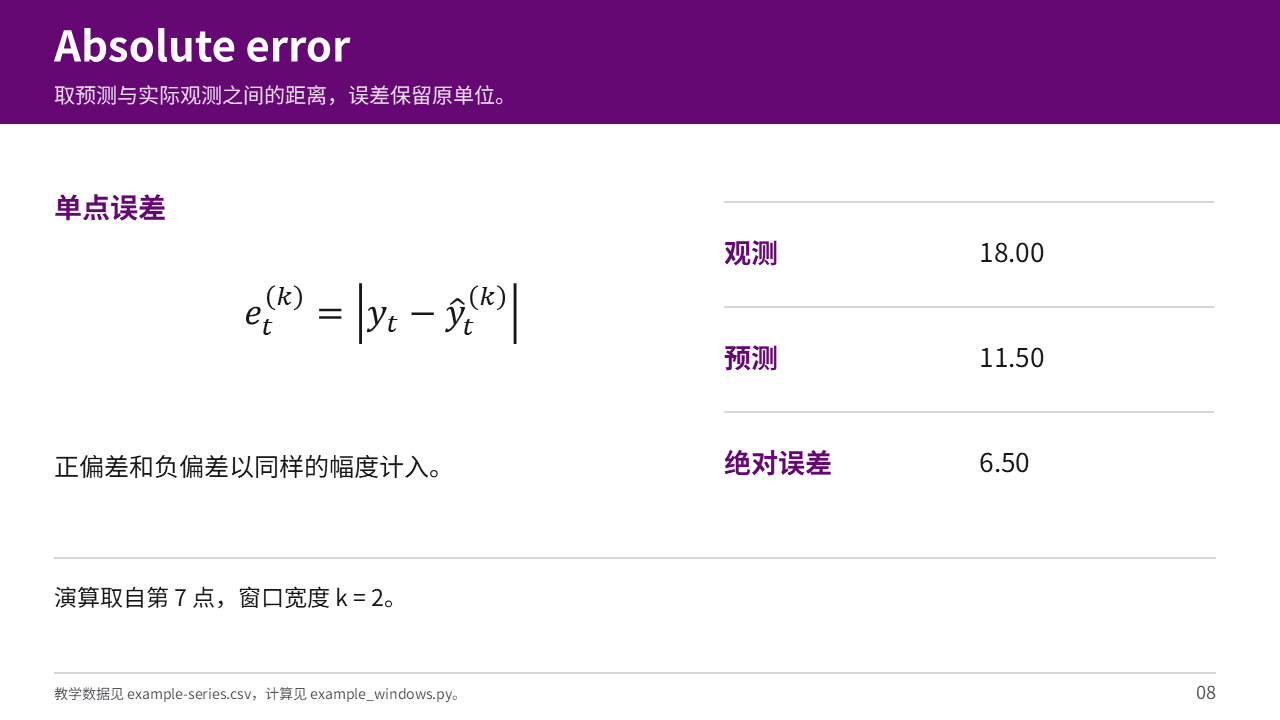 Absolute error
取预测与实际观测之间的距离，误差保留原单位。
单点误差
e_t^{(k)} = |y_t − ŷ_t^{(k)}|
正偏差和负偏差以同样的幅度计入。
观测 18.00
预测 11.50
绝对误差 6.50
演算取自第 7 点，窗口宽度 k = 2。
教学数据见 example-series.csv，计算见 example_windows.py。
08